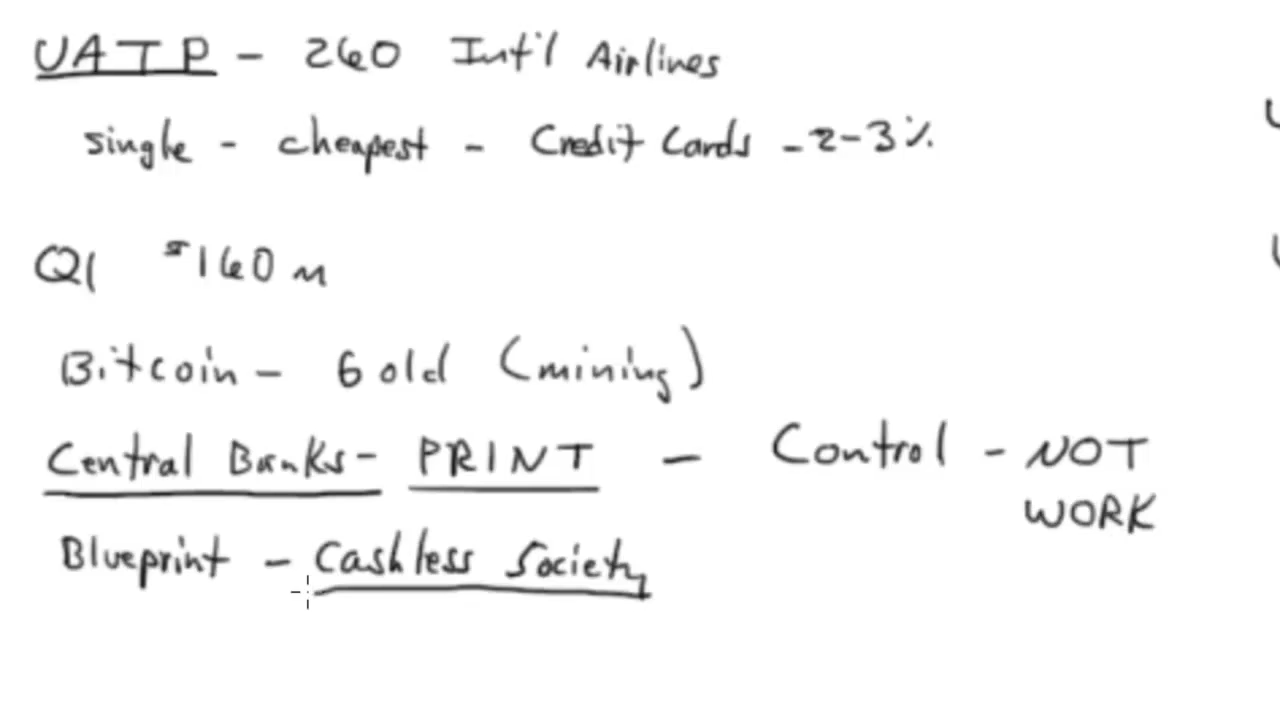 UATP - 260 Int'l Airlines
single - cheapest - Credit Cards - 2-3%
Q1 $160 m
Bitcoin - Gold (mining)
Central Banks - PRINT - Control - NOT
WORK
Blueprint - Cashless Society